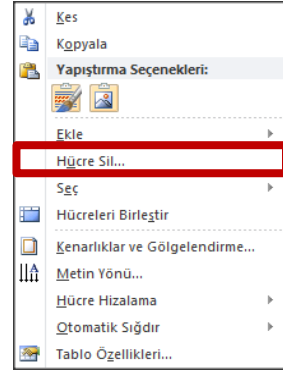 Kes
Kopyala
Yapıştırma Seçenekleri:
Ekle
Hücre Sil...
Seç
Hücreleri Birleştir
Kenarlıklar ve Gölgelendirme...
Metin Yönü...
Hücre Hizalama
Otomatik Sığdır
Tablo Özellikleri...